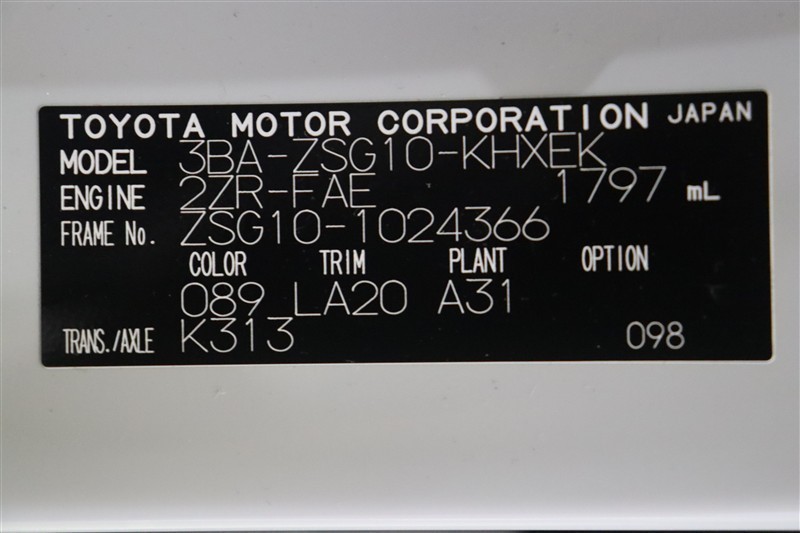 TOYOTA MOTOR CORPORATION JAPAN
MODEL 3BA-ZSG10-KHXEK
ENGINE 2ZR-FAE 1797 mL
FRAME No. ZSG10-1024366
COLOR TRIM PLANT OPTION
089 LA20 A31
TRANS./AXLE K313 098